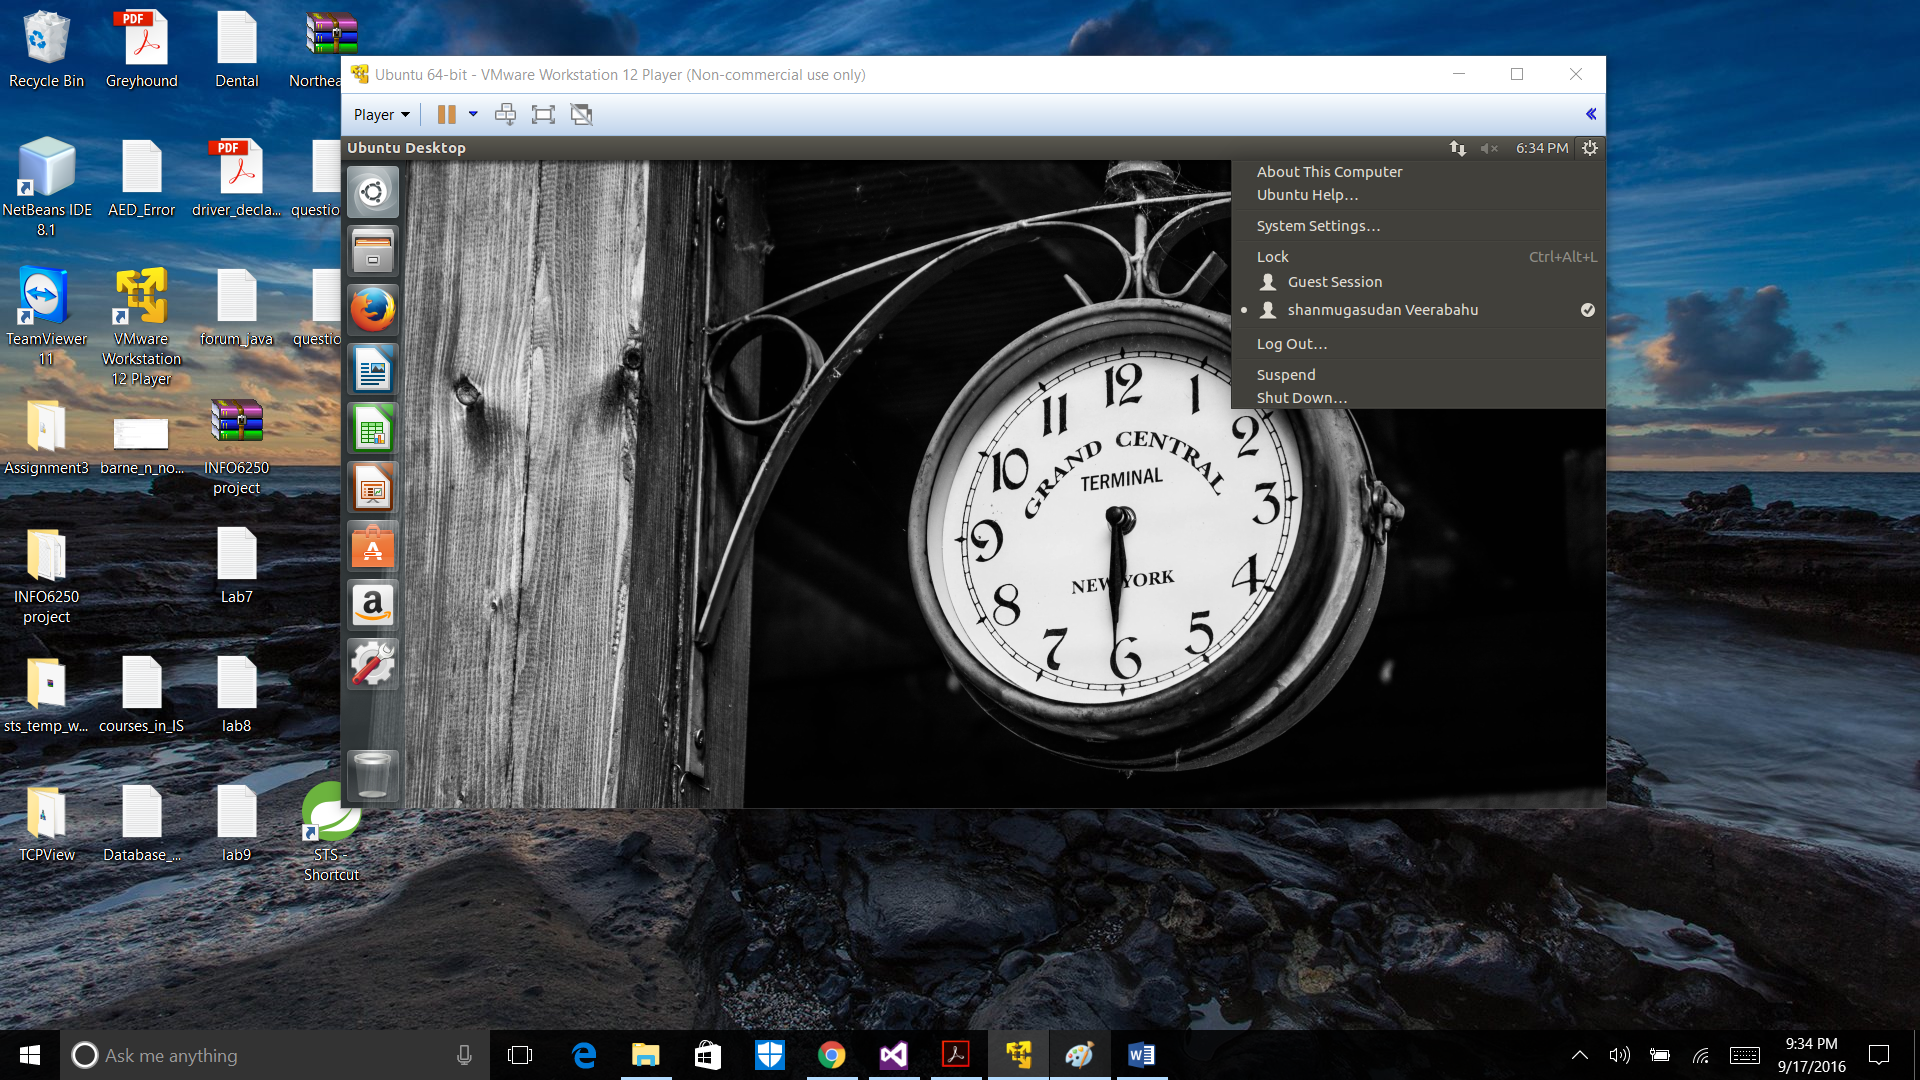 Recycle Bin
Greyhound
Dental
Northea
NetBeans IDE
8.1
AED_Error
driver_decla...
questio
TeamViewer
11
VMware
Workstation
12 Player
forum_java
questio
Assignment3
barne_n_no...
INFO6250
project
INFO6250
project
Lab7
sts_temp_w...
courses_in_IS
lab8
TCPView
Database_...
lab9
STS -
Shortcut
Ubuntu 64-bit - VMware Workstation 12 Player (Non-commercial use only)
Player
Ubuntu Desktop
6:34 PM
About This Computer
Ubuntu Help...
System Settings...
Lock Ctrl+Alt+L
Guest Session
shanmugasudan Veerabahu
Log Out...
Suspend
Shut Down...
12
1
2
3
4
5
6
7
8
9
10
11
GRAND CENTRAL
TERMINAL
NEW YORK
PDF
PDF
a
Ask me anything
9:34 PM
9/17/2016